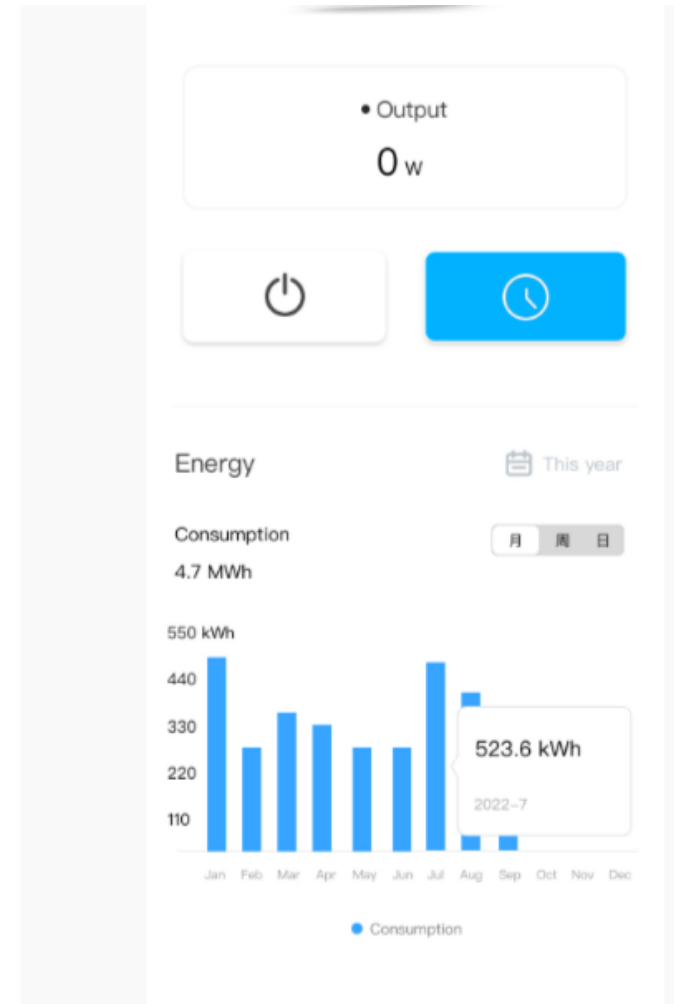 • Output
0 w
Energy
This year
Consumption
月 周 日
4.7 MWh
550 kWh
440
330
220
110
523.6 kWh
2022-7
Jan Feb Mar Apr May Jun Jul Aug Sep Oct Nov Dec
Consumption